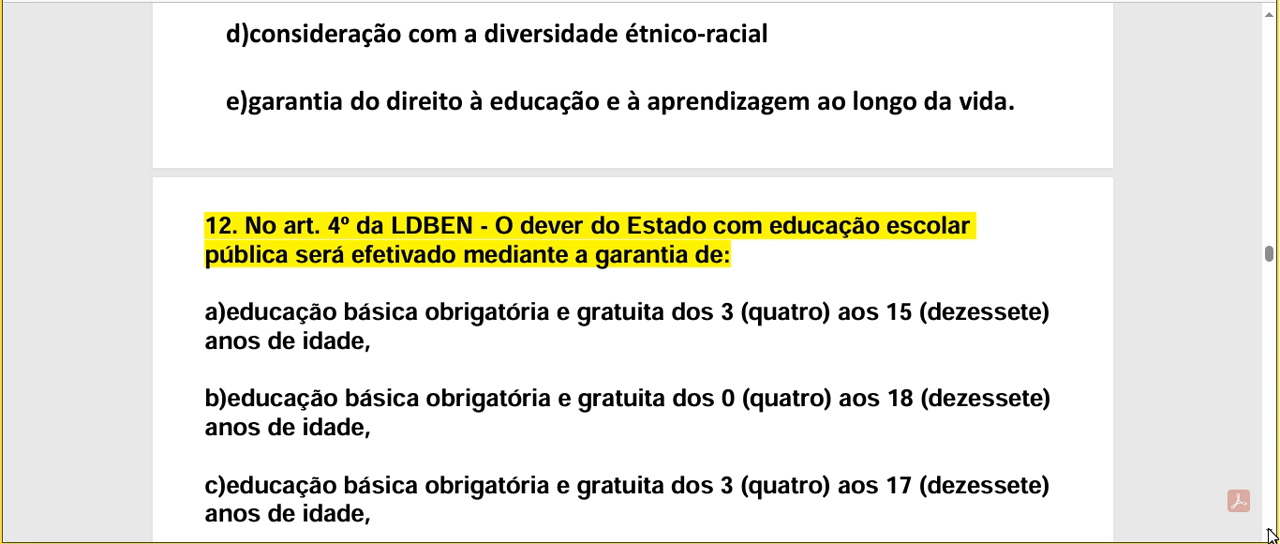 d)consideração com a diversidade étnico-racial
e)garantia do direito à educação e à aprendizagem ao longo da vida.
12. No art. 4º da LDBEN - O dever do Estado com educação escolar
pública será efetivado mediante a garantia de:
a)educação básica obrigatória e gratuita dos 3 (quatro) aos 15 (dezessete)
anos de idade,
b)educação básica obrigatória e gratuita dos 0 (quatro) aos 18 (dezessete)
anos de idade,
c)educação básica obrigatória e gratuita dos 3 (quatro) aos 17 (dezessete)
anos de idade,